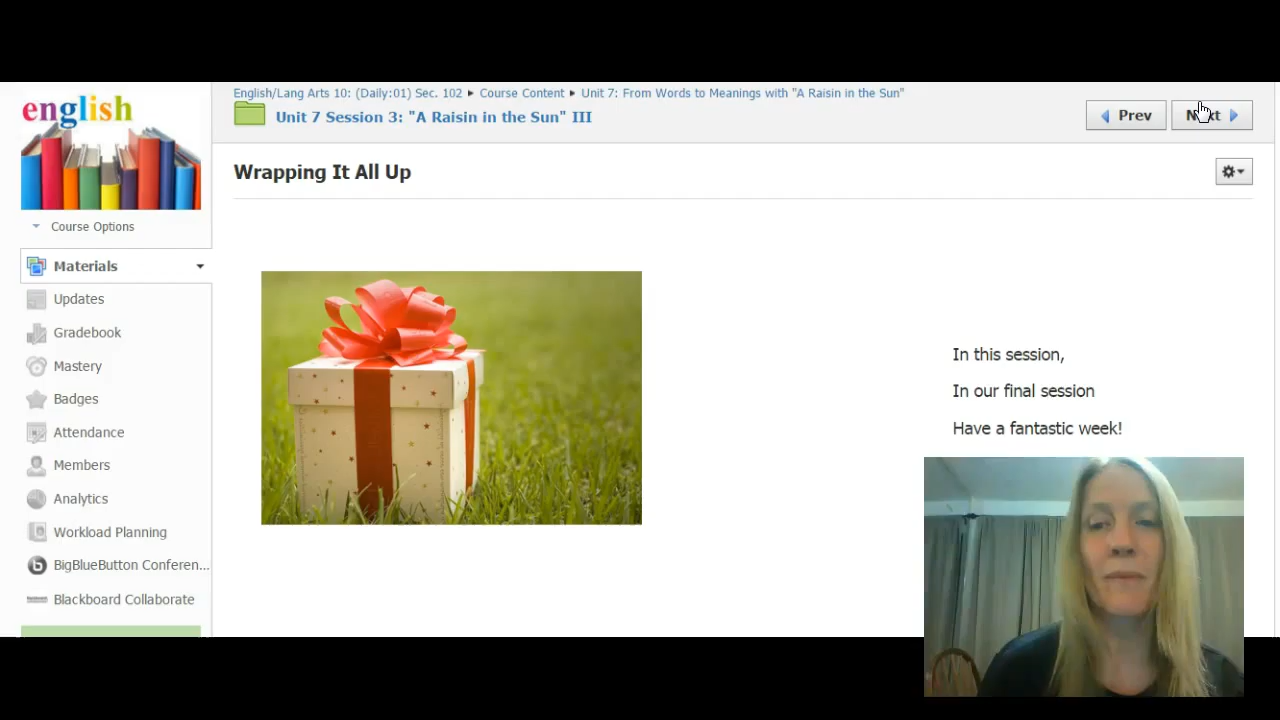 english
English/Lang Arts 10: (Daily:01) Sec. 102 ▸ Course Content ▸ Unit 7: From Words to Meanings with "A Raisin in the Sun"
Unit 7 Session 3: "A Raisin in the Sun" III
Prev
Next
Wrapping It All Up
Course Options
Materials
Updates
Gradebook
Mastery
Badges
Attendance
Members
Analytics
Workload Planning
BigBlueButton Conferen...
Blackboard Collaborate
In this session,
In our final session
Have a fantastic week!